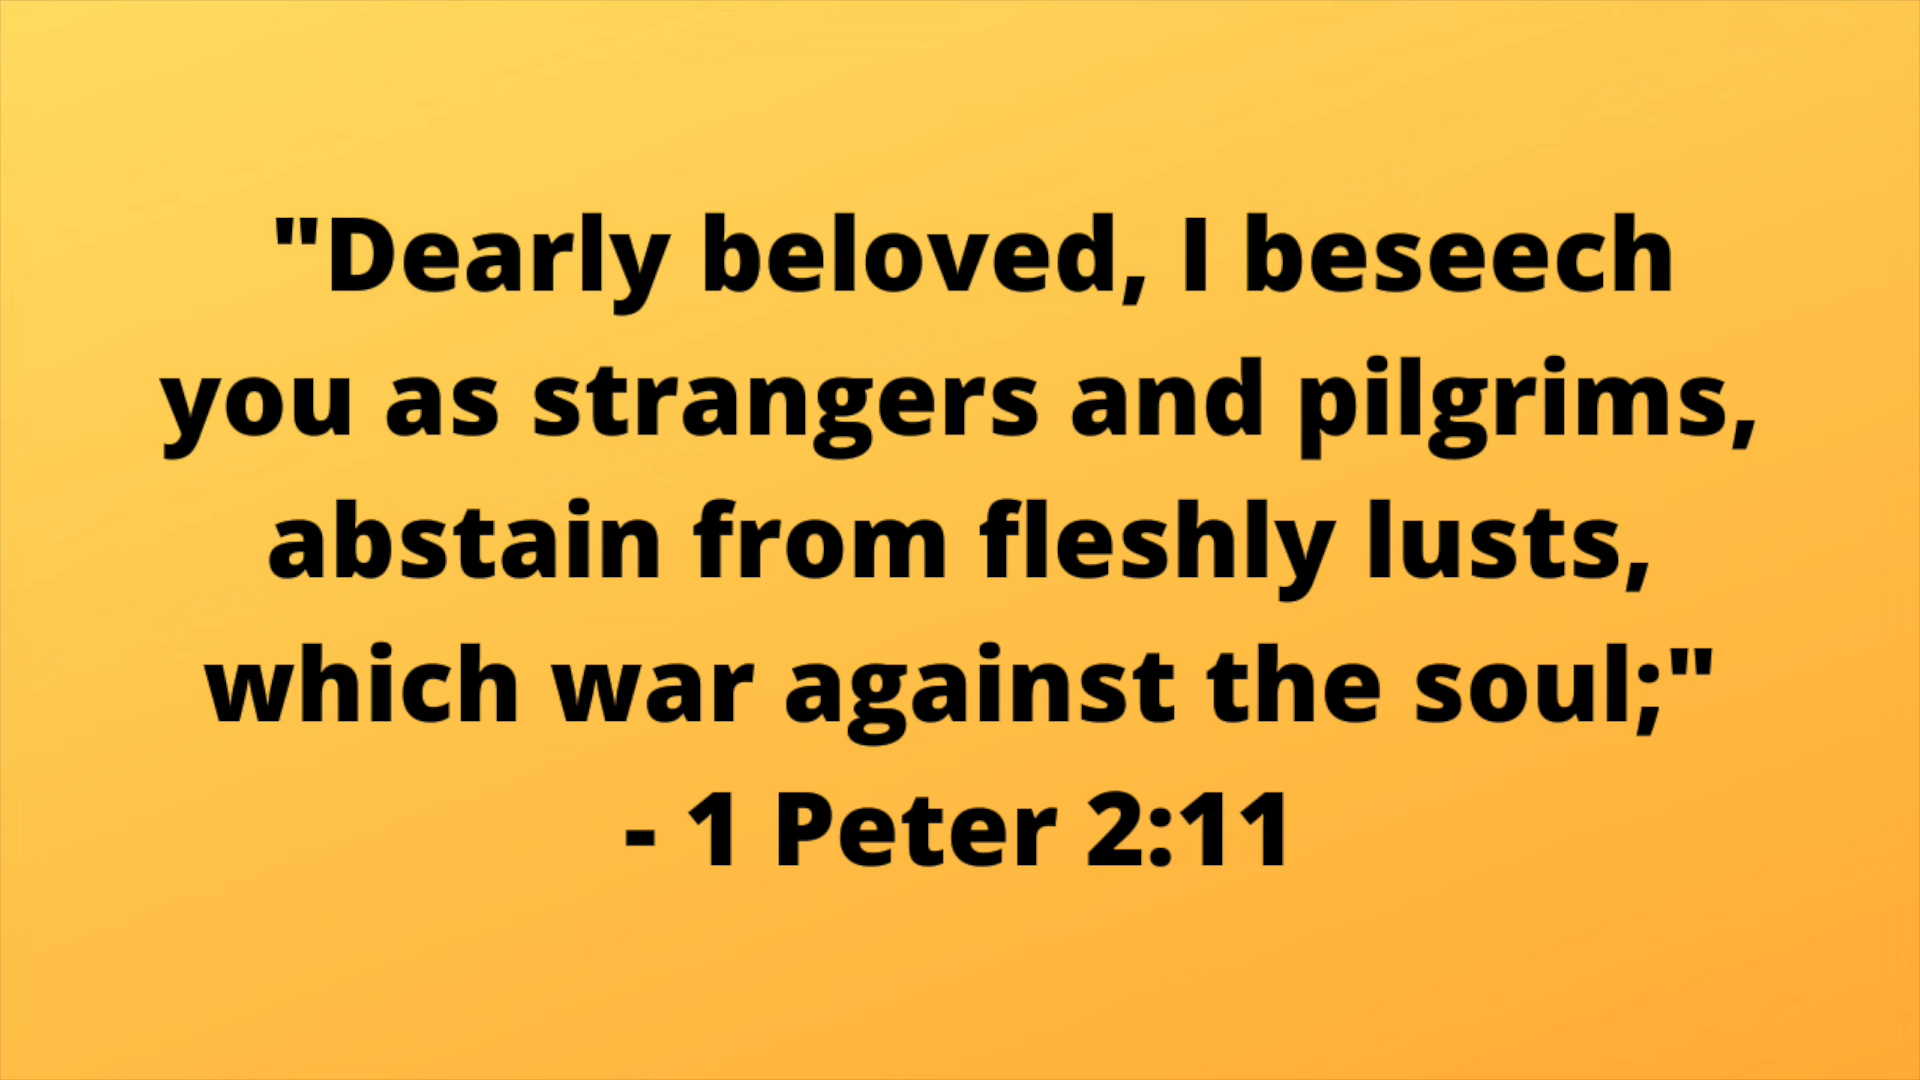 "Dearly beloved, I beseech
you as strangers and pilgrims,
abstain from fleshly lusts,
which war against the soul;"
- 1 Peter 2:11